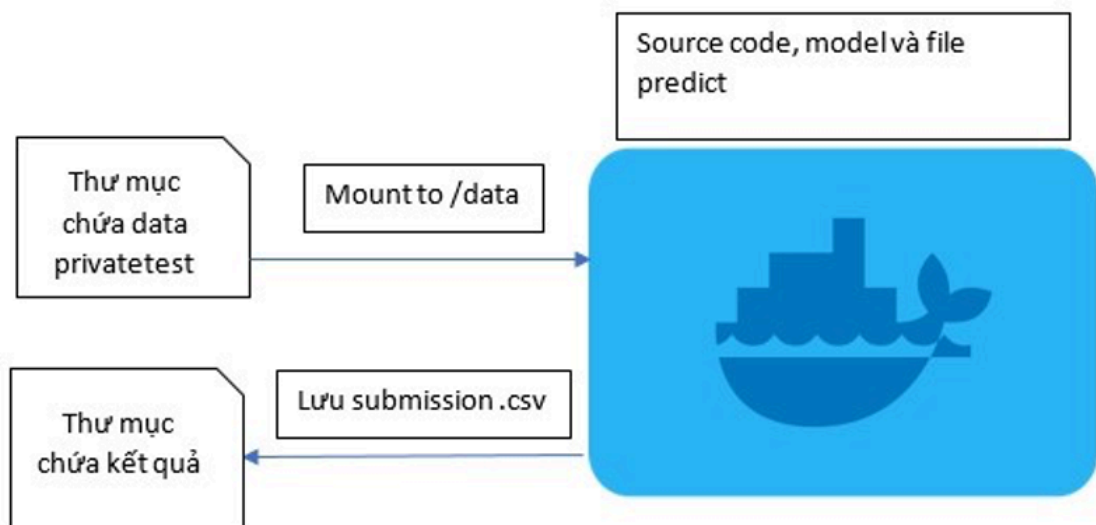 Source code, model và file
predict
Thư mục
chứa data
privatetest
Mount to /data
Lưu submission .csv
Thư mục
chứa kết quả